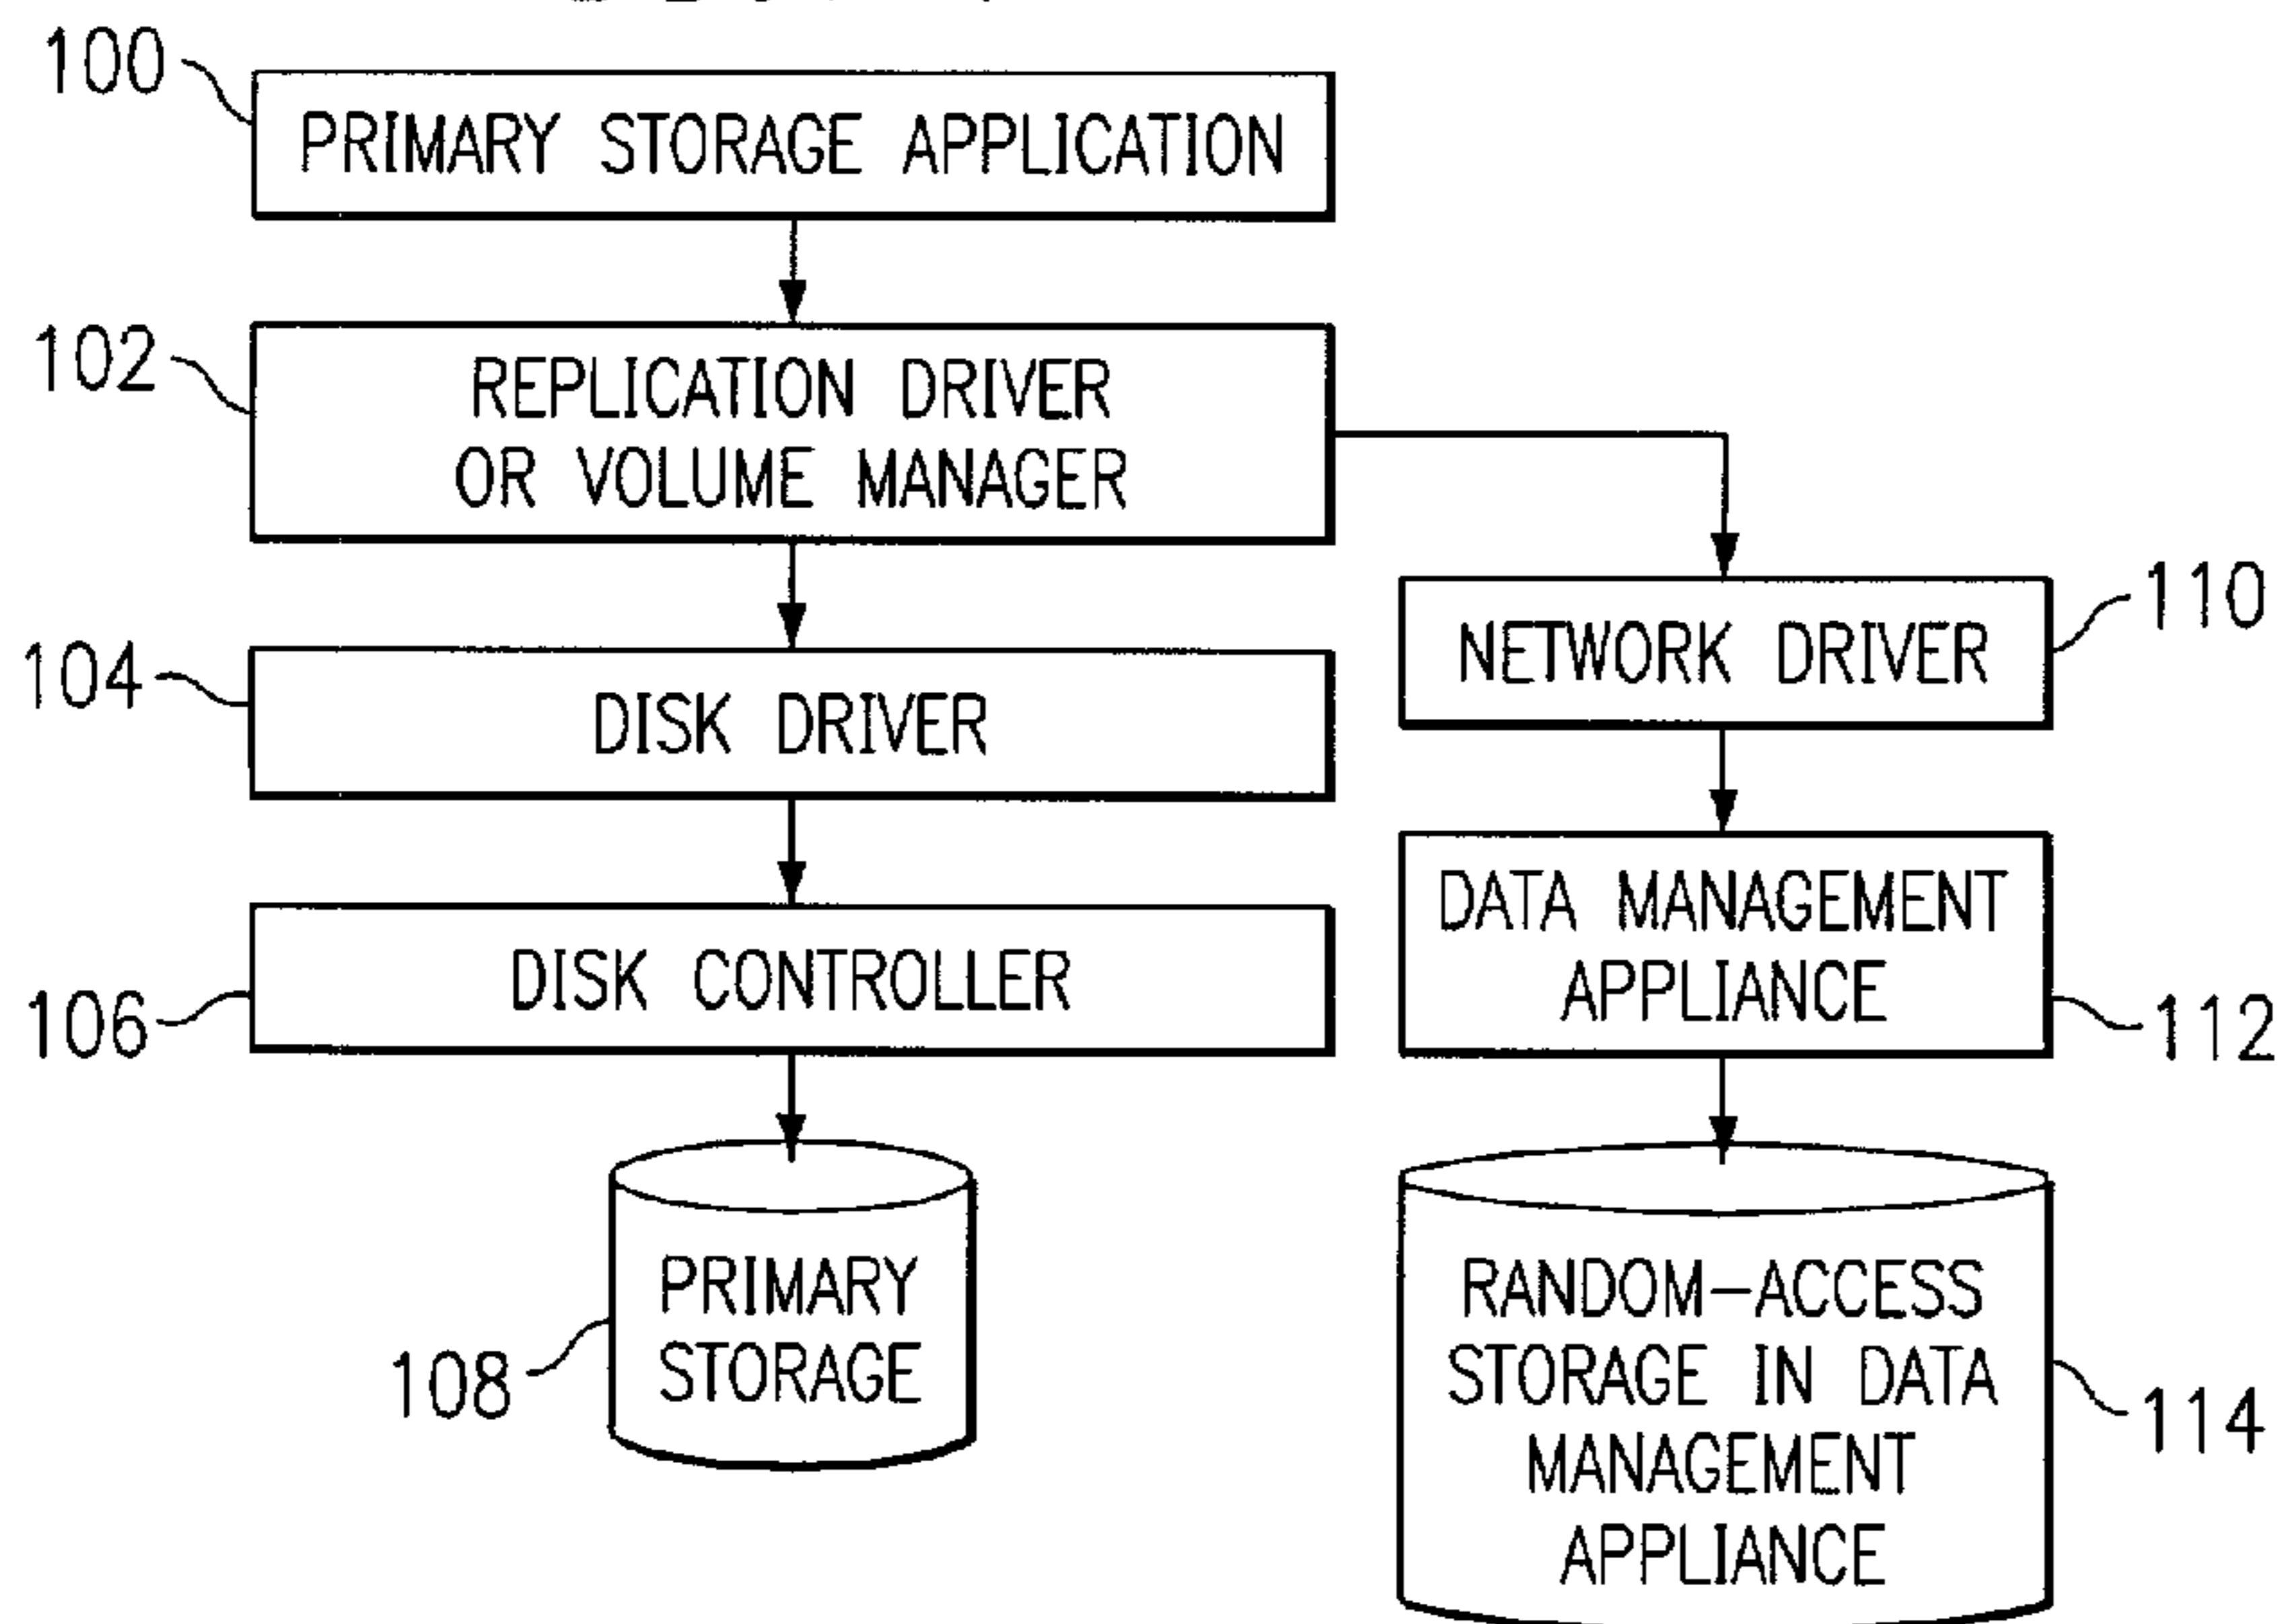 100
PRIMARY STORAGE APPLICATION
102
REPLICATION DRIVER
OR VOLUME MANAGER
104
DISK DRIVER
110
NETWORK DRIVER
106
DISK CONTROLLER
DATA MANAGEMENT
APPLIANCE
112
108
PRIMARY
STORAGE
RANDOM-ACCESS
STORAGE IN DATA
MANAGEMENT
APPLIANCE
114